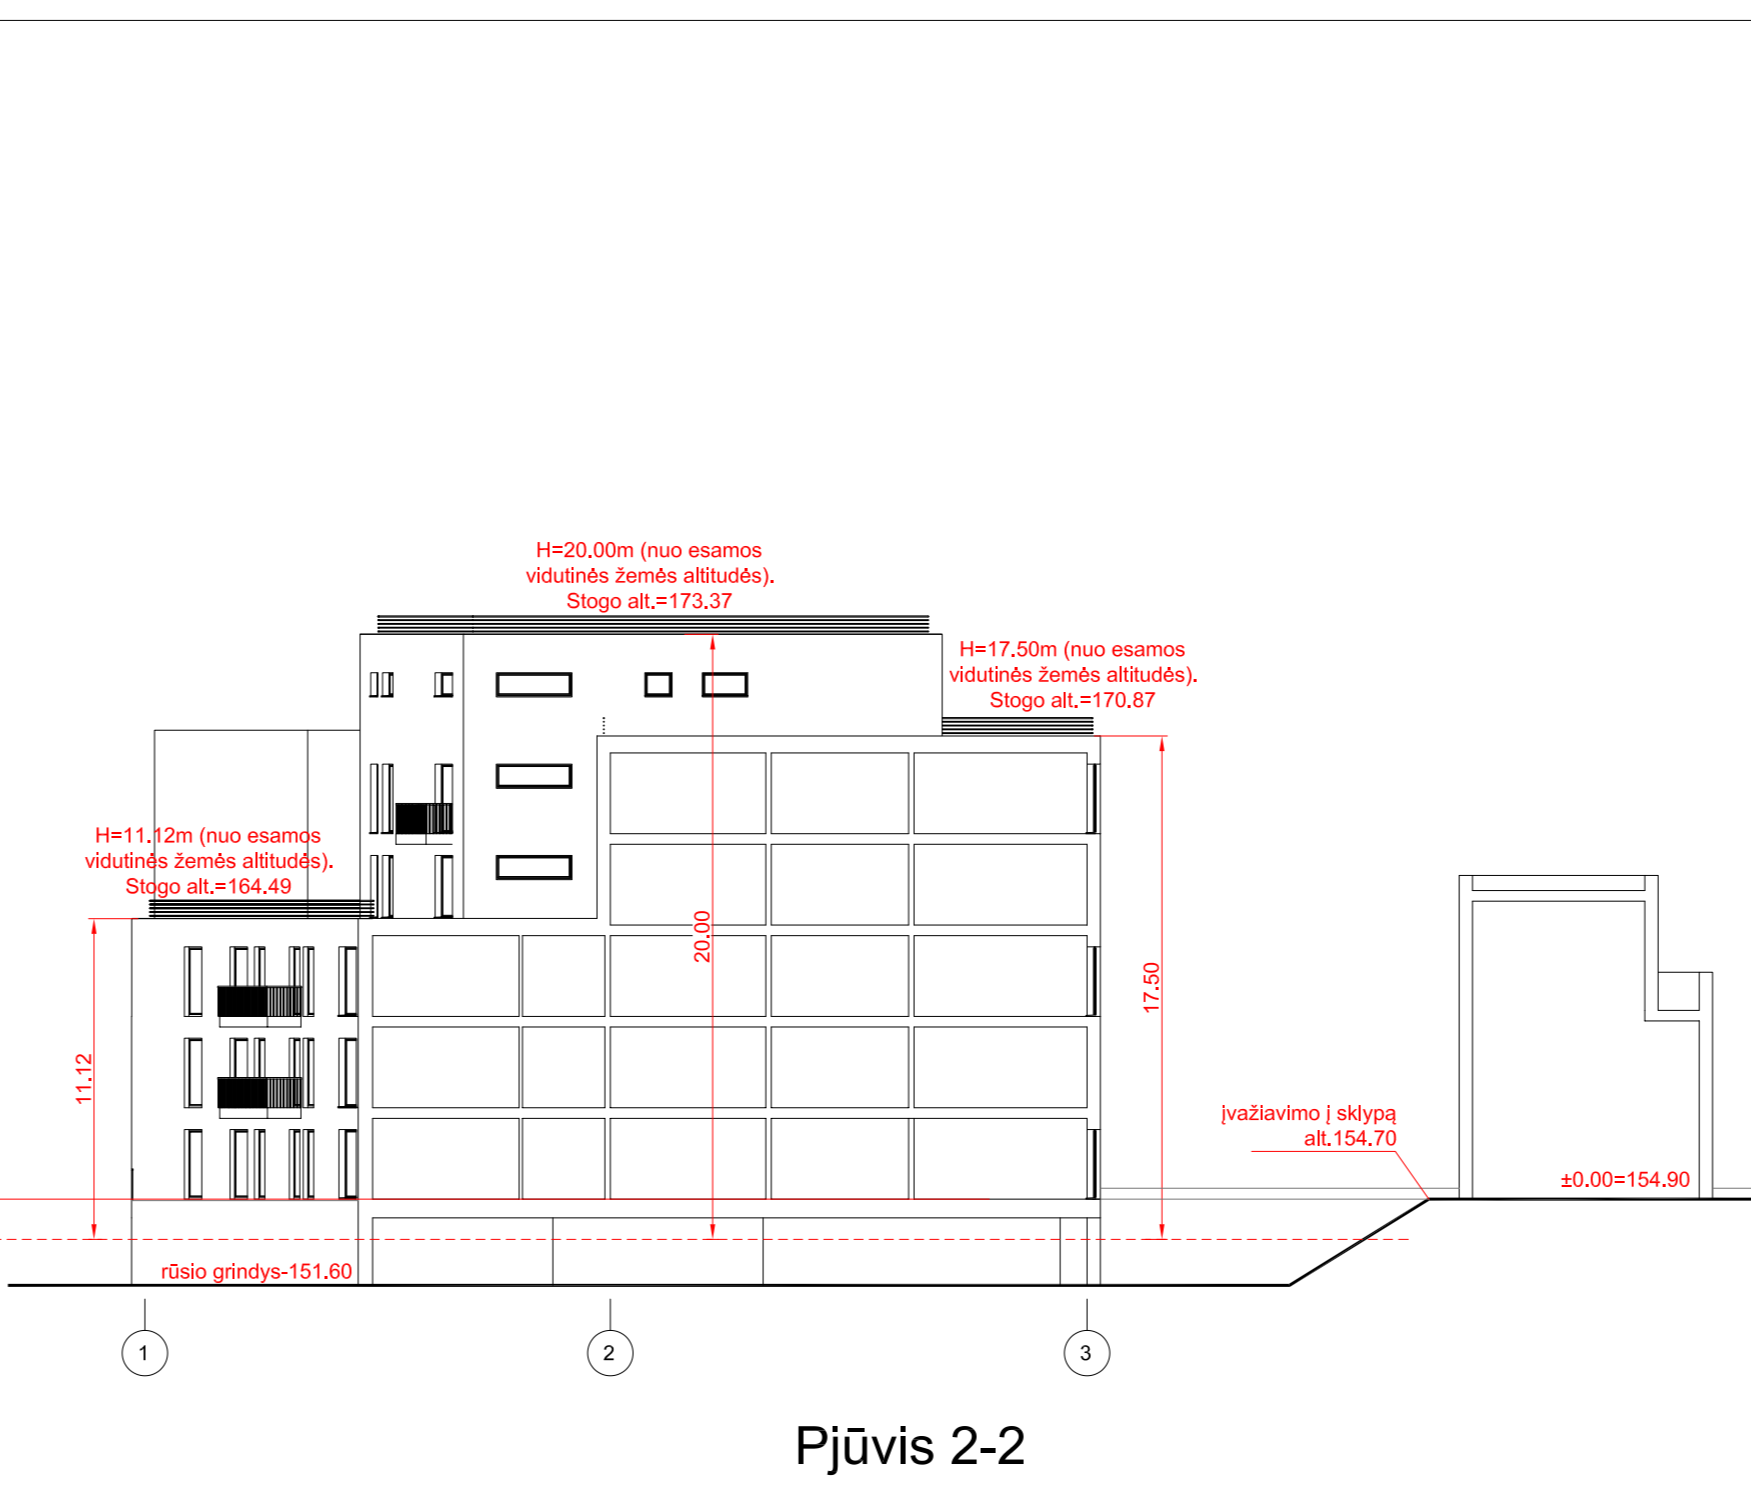 H=20.00m (nuo esamos
vidutinės žemės altitudės).
Stogo alt.=173.37
H=17.50m (nuo esamos
vidutinės žemės altitudės).
Stogo alt.=170.87
H=11.12m (nuo esamos
vidutinės žemės altitudės).
Stogo alt.=164.49
20.00
17.50
11.12
įvažiavimo į sklypą
alt.154.70
±0.00=154.90
rūsio grindys-151.60
1
2
3
Pjūvis 2-2